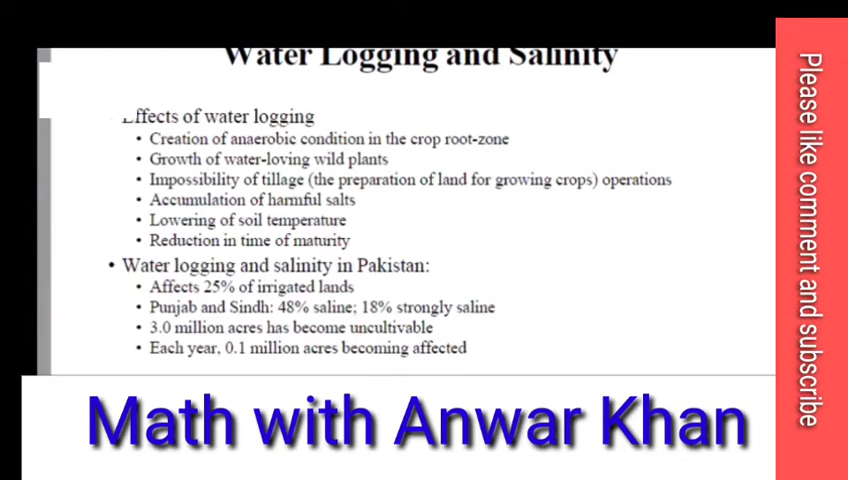 Water Logging and Salinity
Effects of water logging
• Creation of anaerobic condition in the crop root-zone
• Growth of water-loving wild plants
• Impossibility of tillage (the preparation of land for growing crops) operations
• Accumulation of harmful salts
• Lowering of soil temperature
• Reduction in time of maturity
• Water logging and salinity in Pakistan:
• Affects 25% of irrigated lands
• Punjab and Sindh: 48% saline; 18% strongly saline
• 3.0 million acres has become uncultivable
• Each year, 0.1 million acres becoming affected
Math with Anwar Khan
Please like comment and subscribe